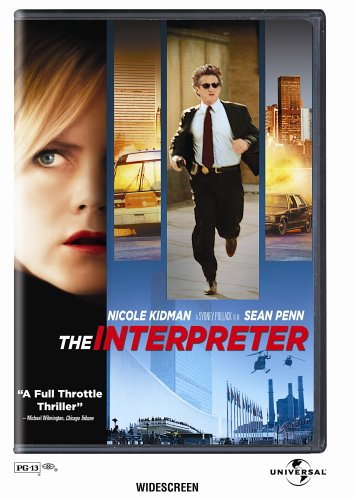 NICOLE KIDMAN A SYDNEY POLLACK FILM SEAN PENN
THE INTERPRETER
“A Full Throttle
Thriller”
– Michael Wilmington, Chicago Tribune
PG-13
UNIVERSAL
WIDESCREEN